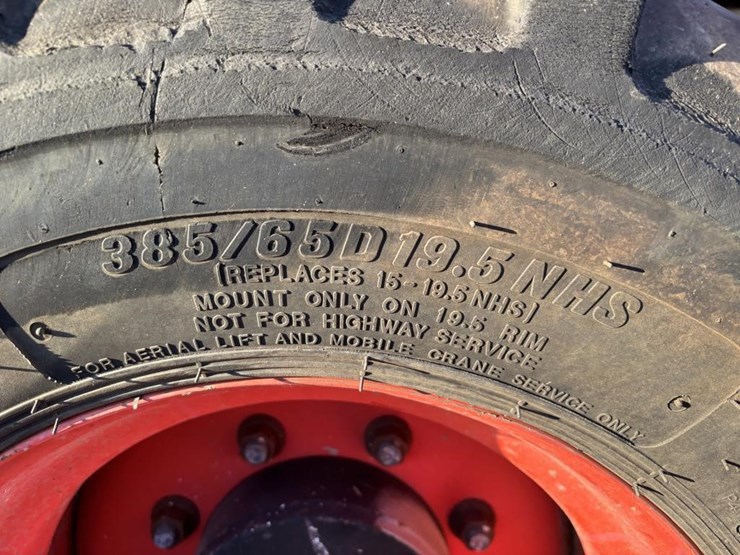 385/65D19.5NHS
(REPLACES 15-19.5NHS)
MOUNT ONLY ON 19.5 RIM
NOT FOR HIGHWAY SERVICE
FOR AERIAL LIFT AND MOBILE CRANE SERVICE ONLY